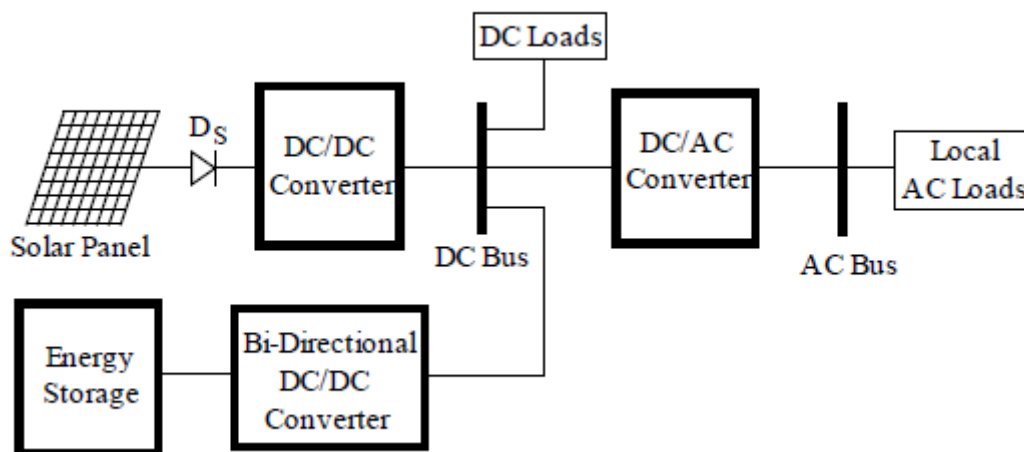 DC Loads
D S
DC/DC
Converter
DC/AC
Converter
Local
AC Loads
Solar Panel
DC Bus
AC Bus
Energy
Storage
Bi-Directional
DC/DC
Converter